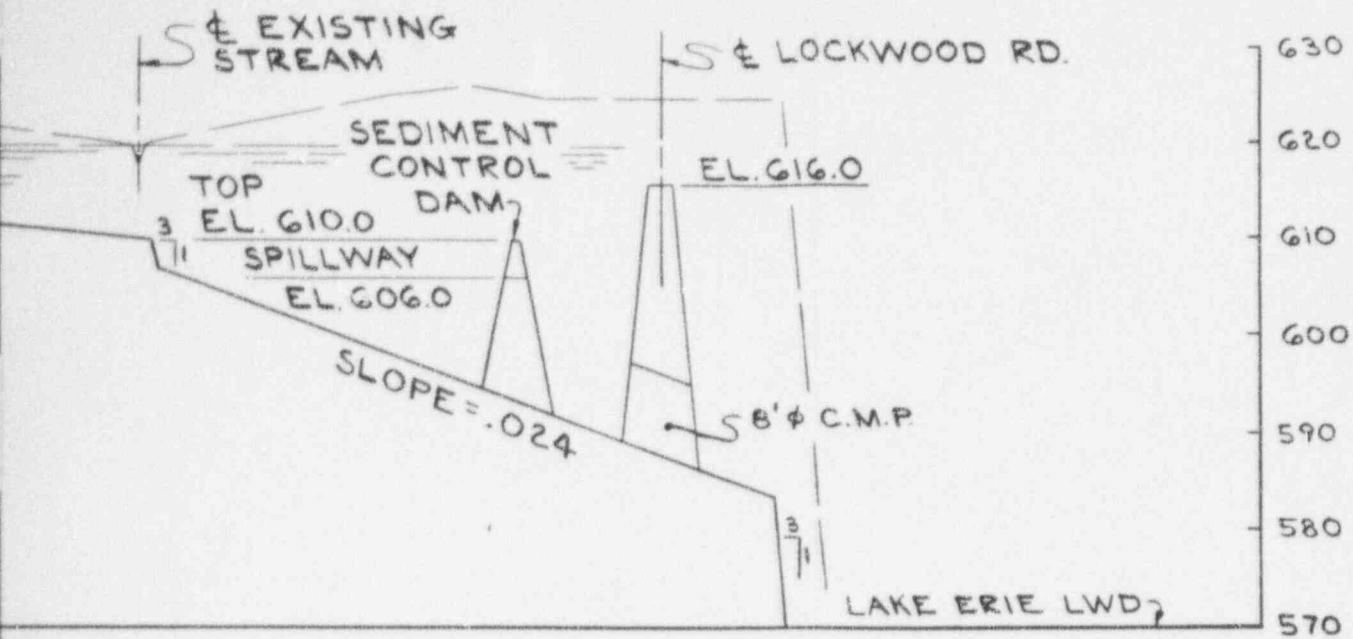 ℄ EXISTING
STREAM
℄ LOCKWOOD RD.
630
620
610
600
590
580
570
SEDIMENT
CONTROL
DAM
TOP
EL. 610.0
SPILLWAY
EL. 606.0
EL. 616.0
3
1
SLOPE = .024
8' ϕ C.M.P.
3
1
LAKE ERIE LWD